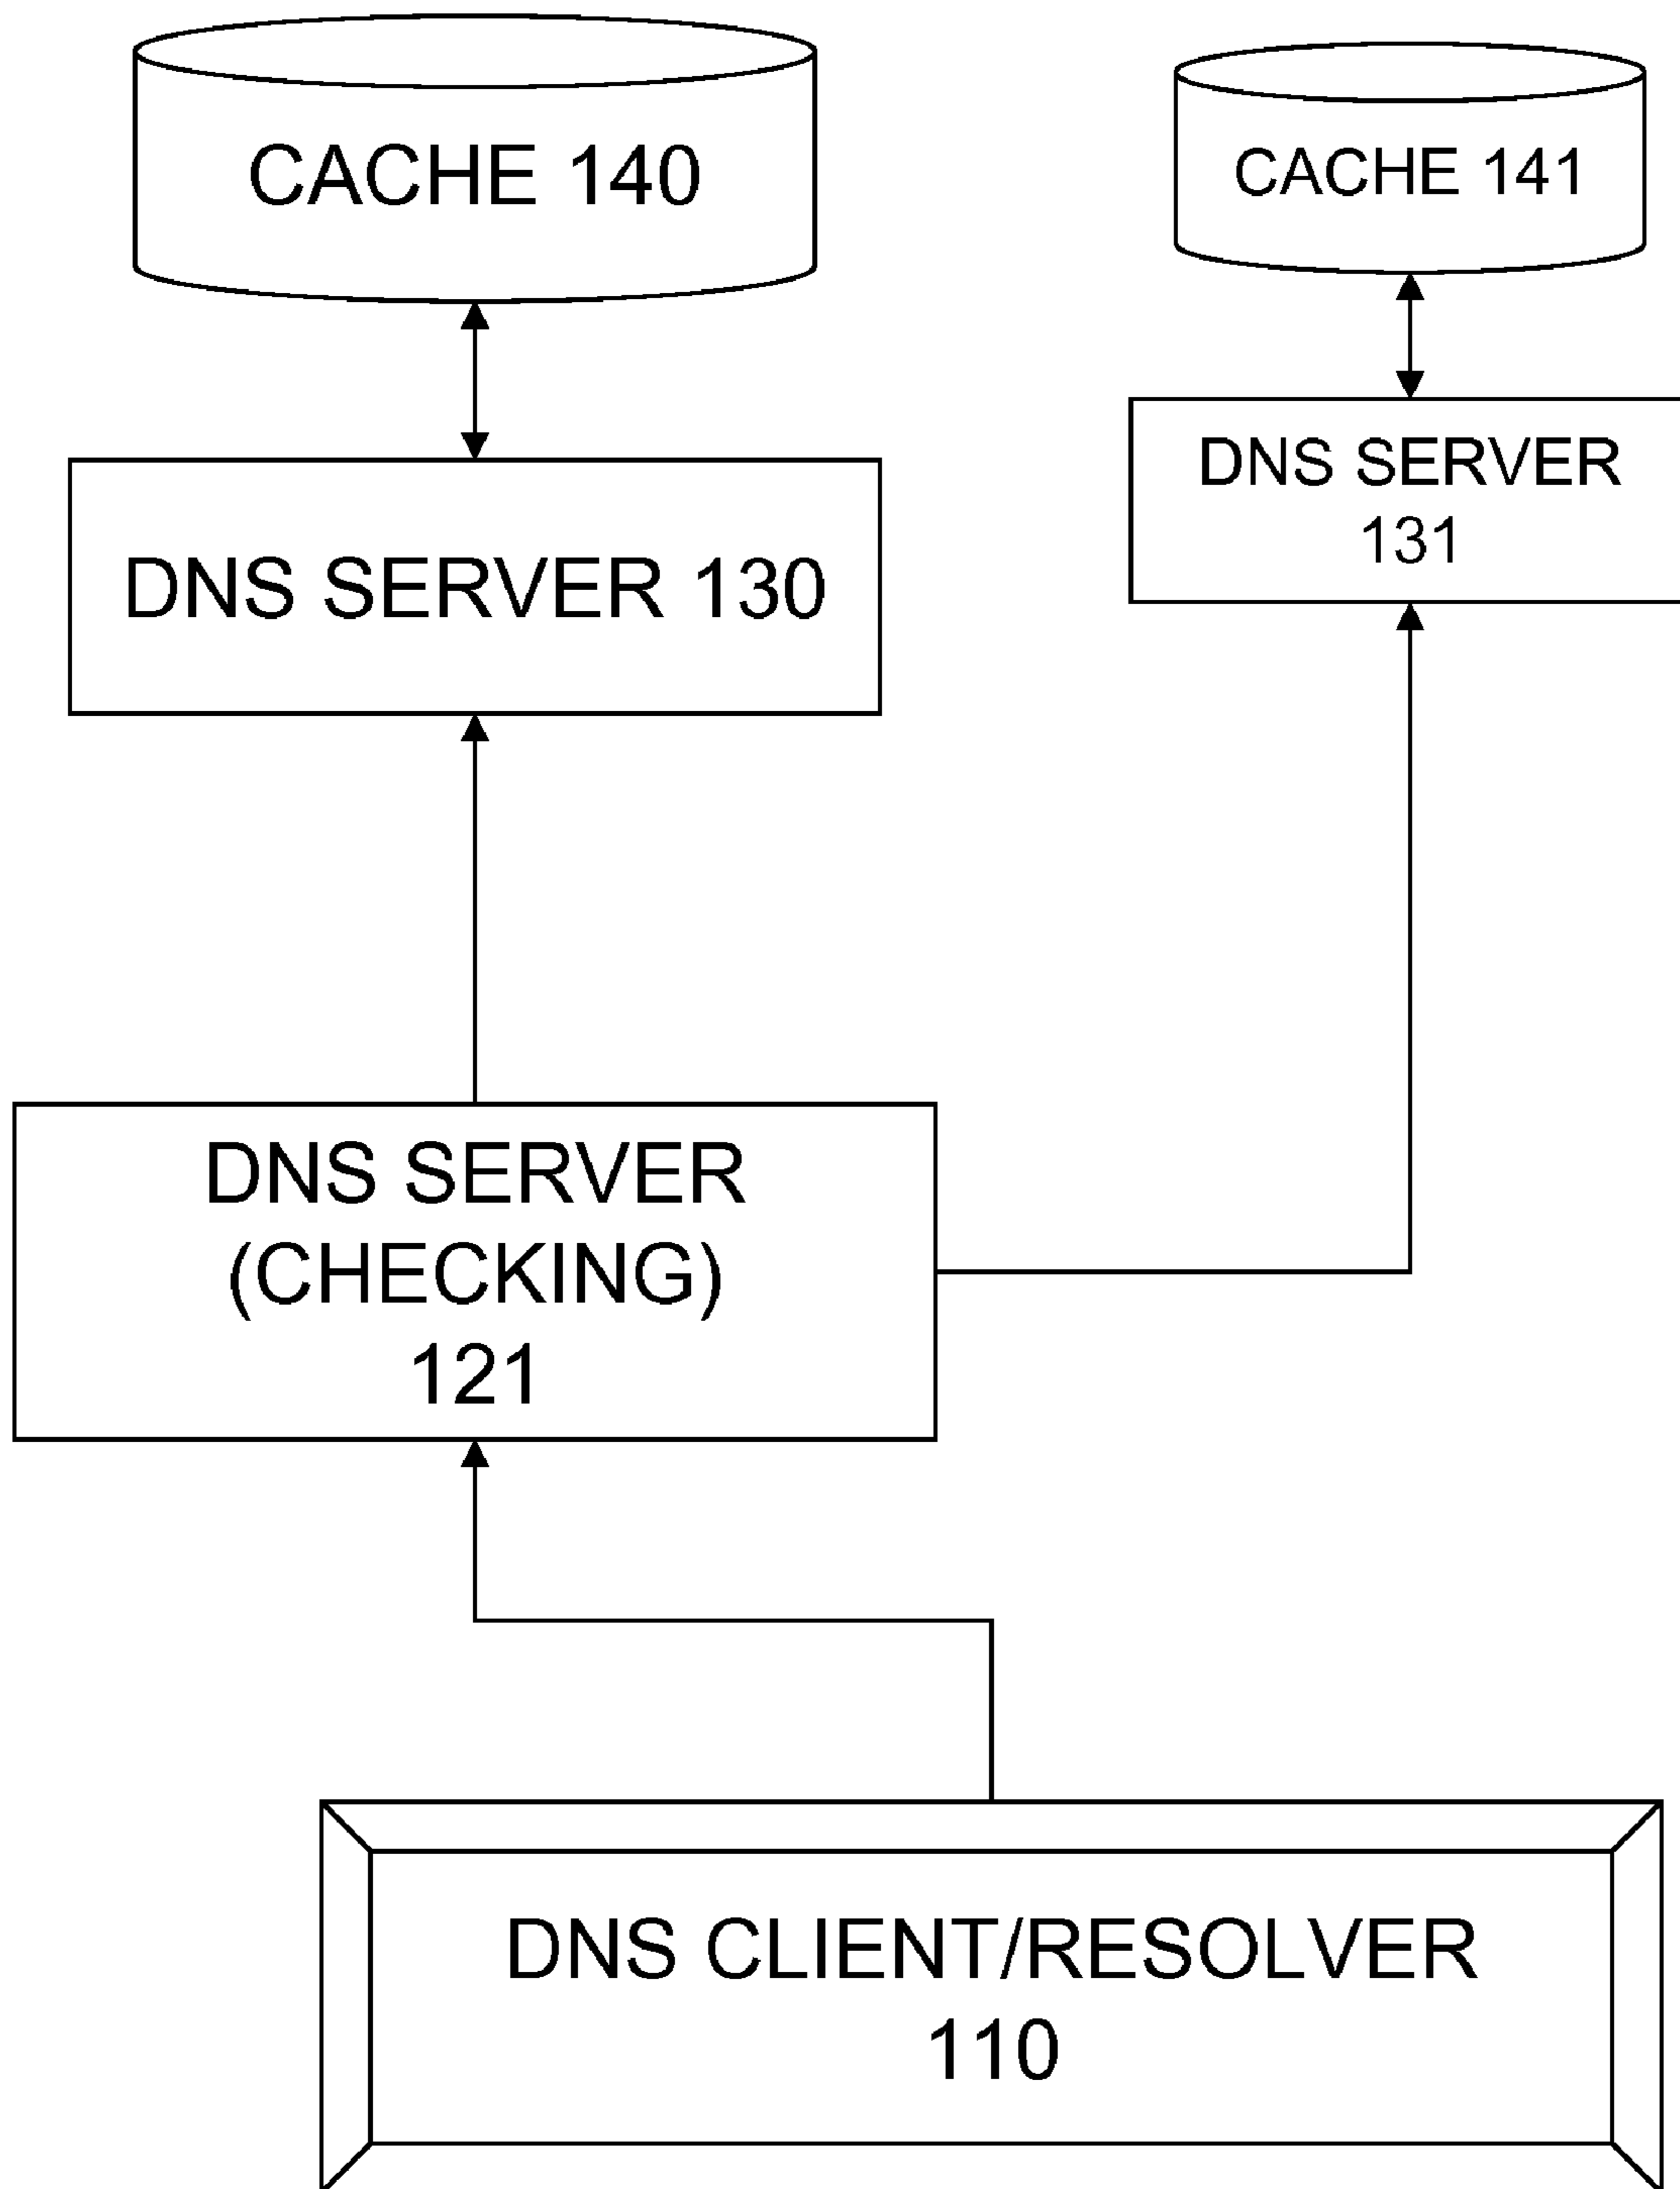 CACHE 140
CACHE 141
DNS SERVER
131
DNS SERVER 130
DNS SERVER
(CHECKING)
121
DNS CLIENT/RESOLVER
110